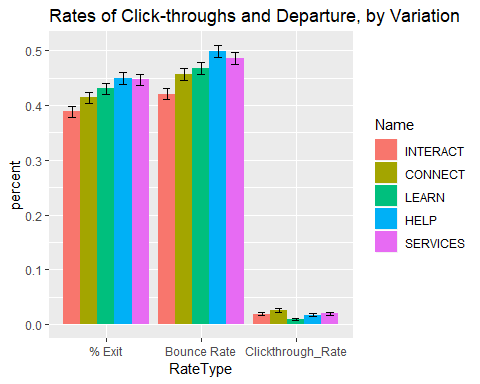 Rates of Click-throughs and Departure, by Variation
0.5
0.4
0.3
0.2
0.1
0.0
percent
% Exit
Bounce Rate
Clickthrough_Rate
RateType
Name
INTERACT
CONNECT
LEARN
HELP
SERVICES